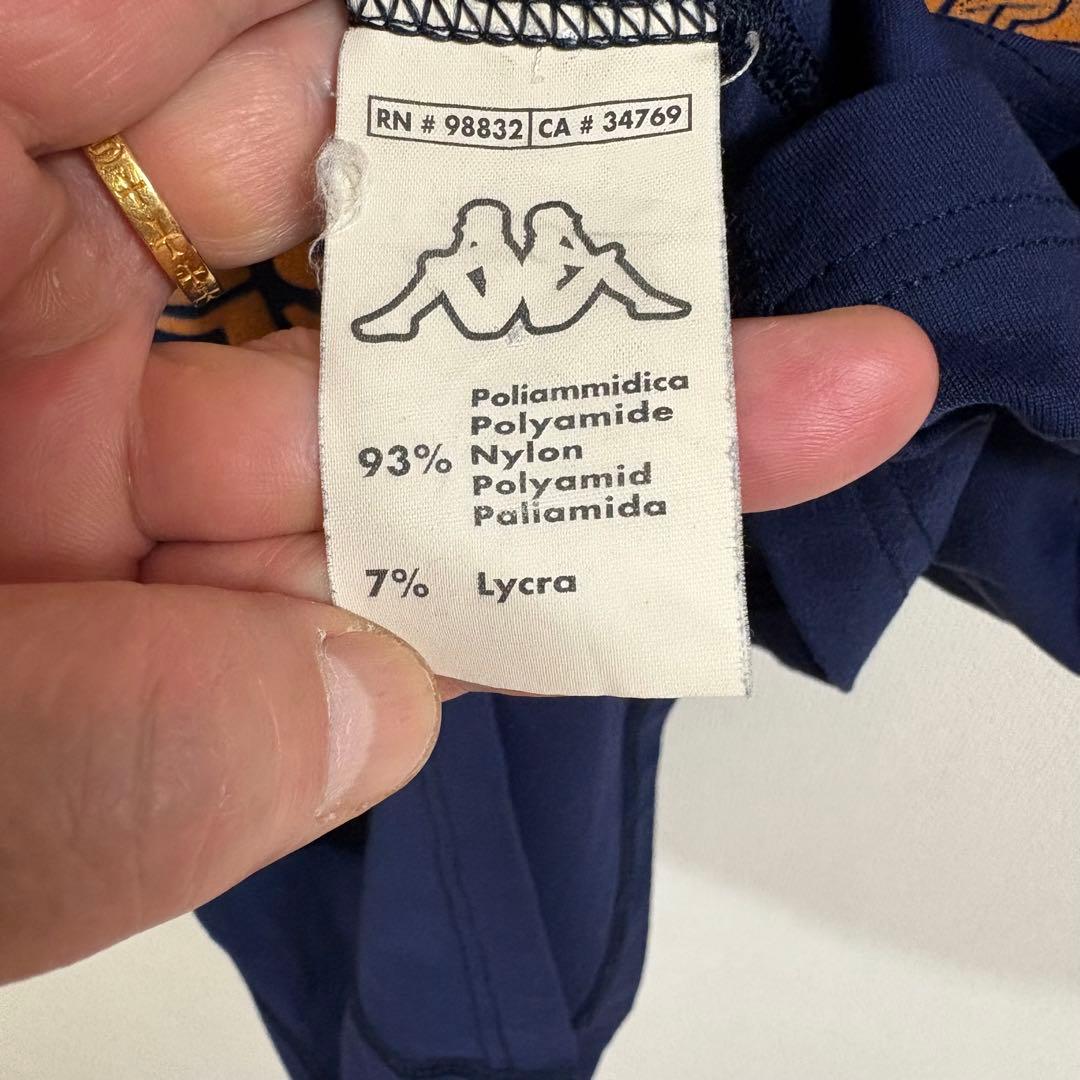 RN # 98832 CA # 34769
Poliammidica
Polyamide
93% Nylon
Polyamid
Paliamida
7% Lycra